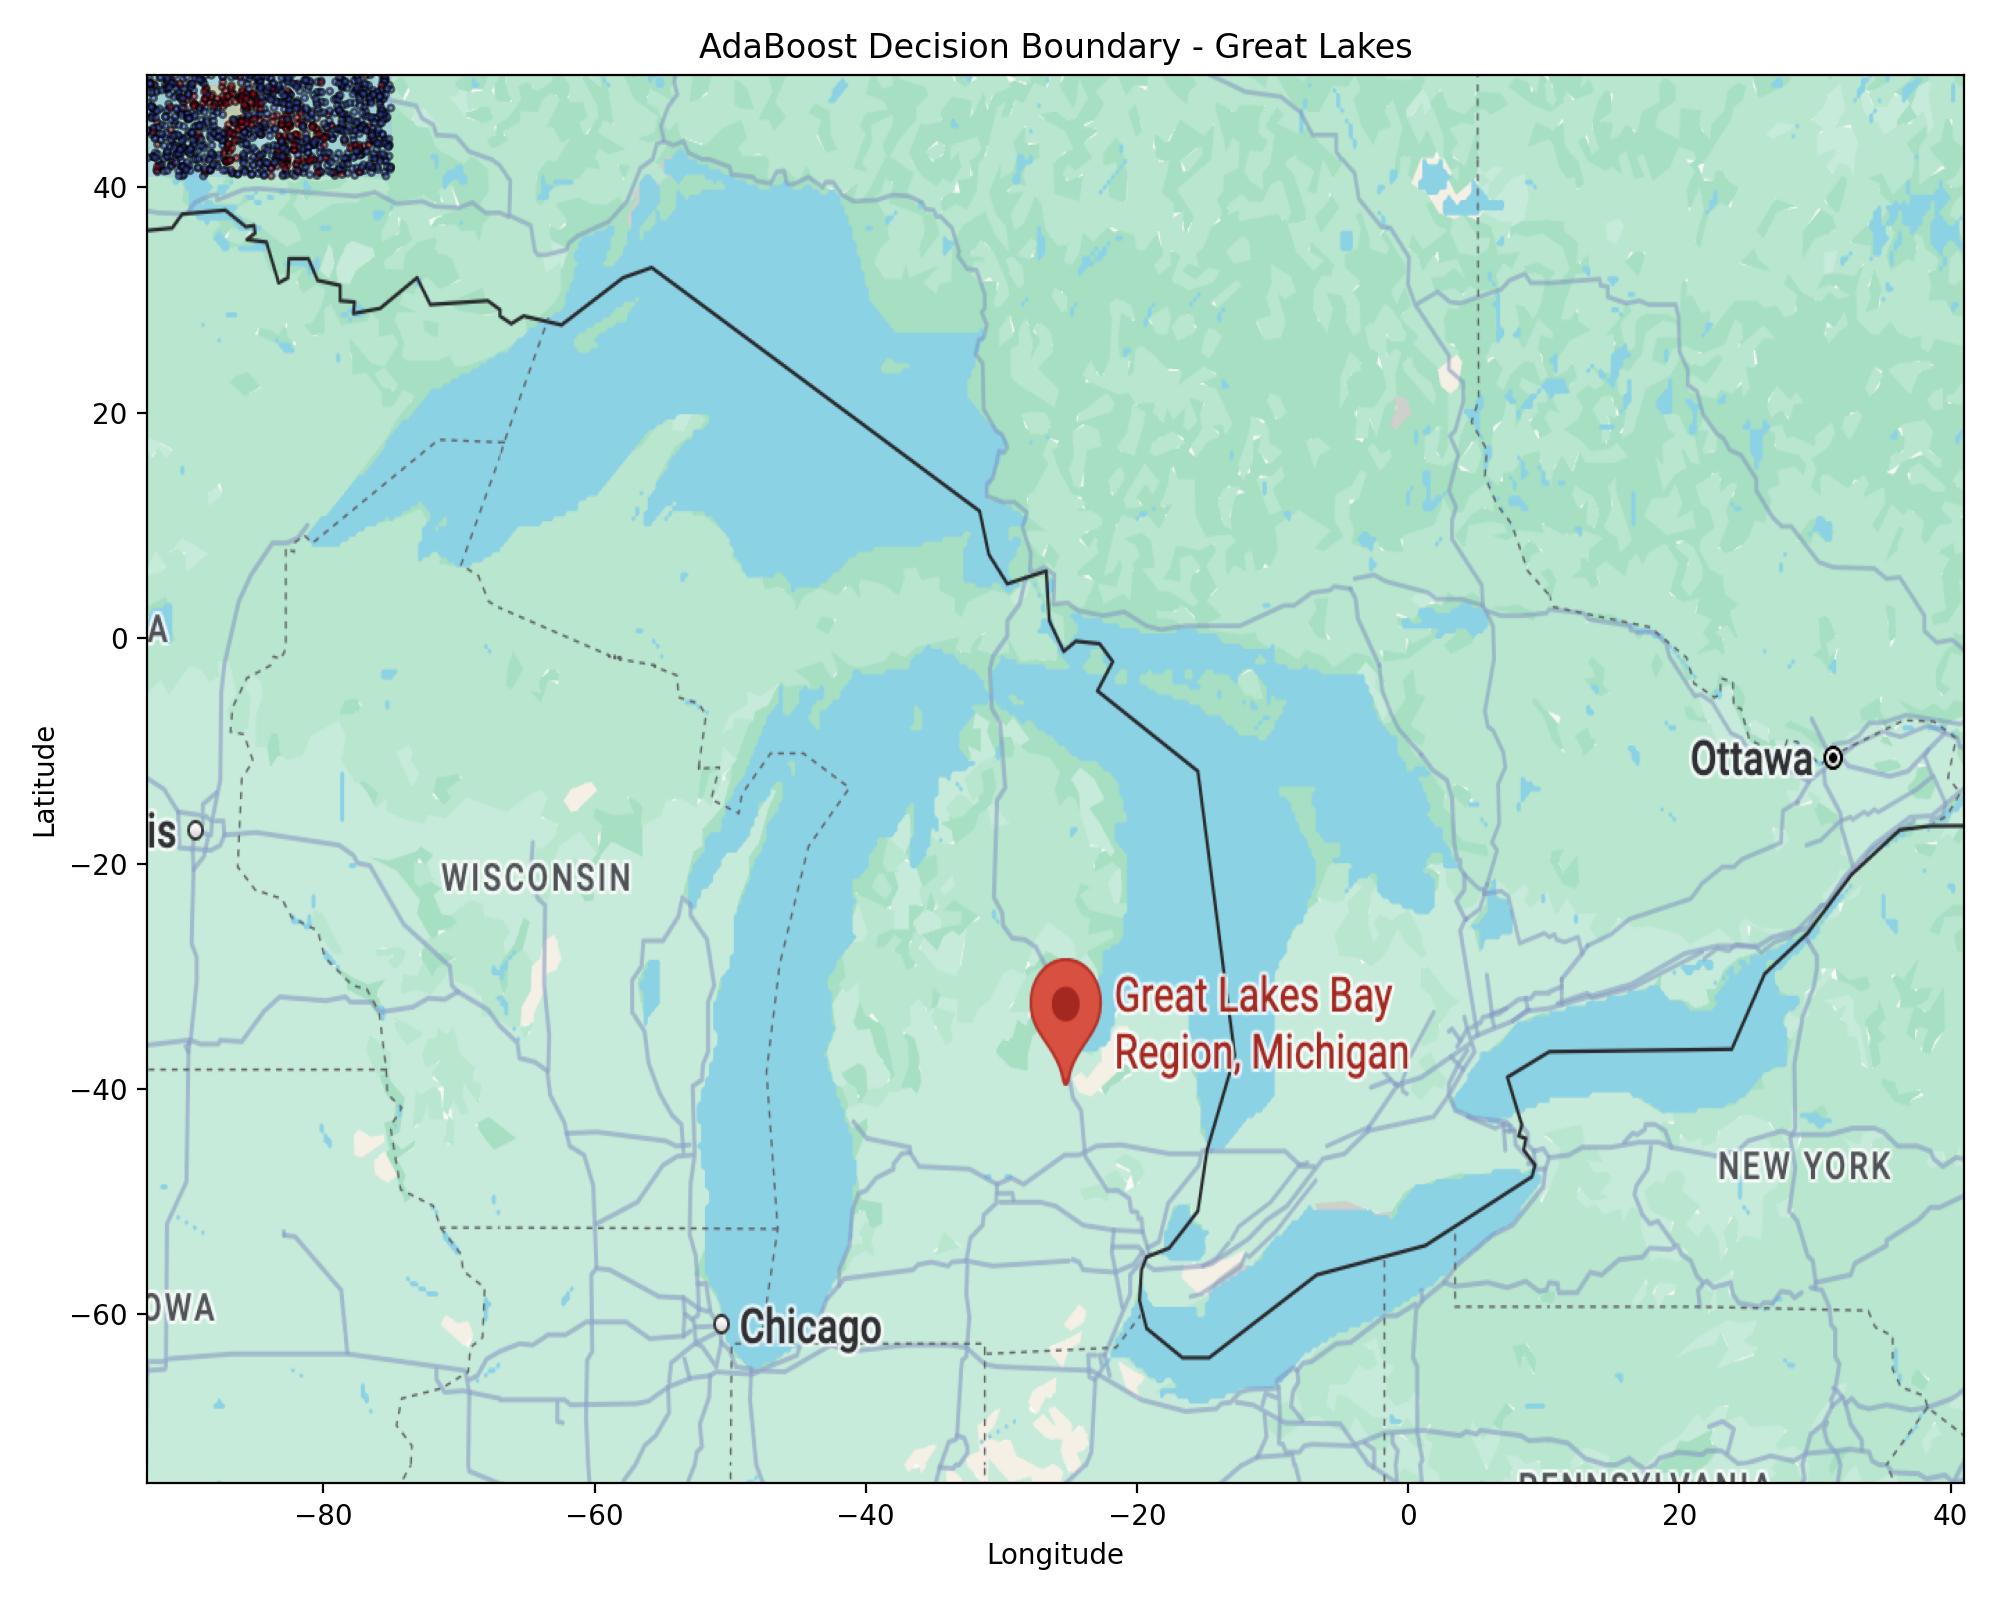 AdaBoost Decision Boundary - Great Lakes
40
20
0
−20
−40
−60
Latitude
A
is
WISCONSIN
Ottawa
Great Lakes Bay
Region, Michigan
NEW YORK
OWA
Chicago
PENNSYLVANIA
−80
−60
−40
−20
0
20
40
Longitude